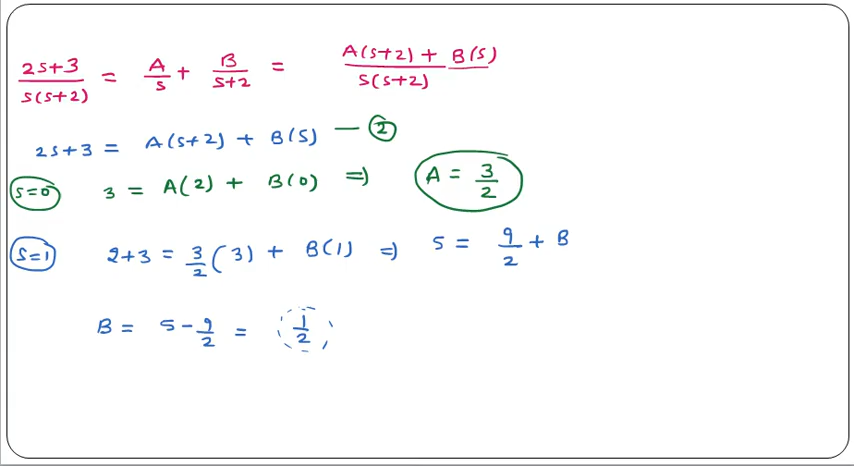 2s+3/s(s+2) = A/s + B/s+2 = A(s+2) + B(s)/s(s+2)
2s+3 = A(s+2) + B(s) — ②
s=0 3 = A(2) + B(0) ⇒ A = 3/2
s=1 2+3 = 3/2 (3) + B(1) ⇒ 5 = 9/2 + B
B = 5 - 9/2 = 1/2